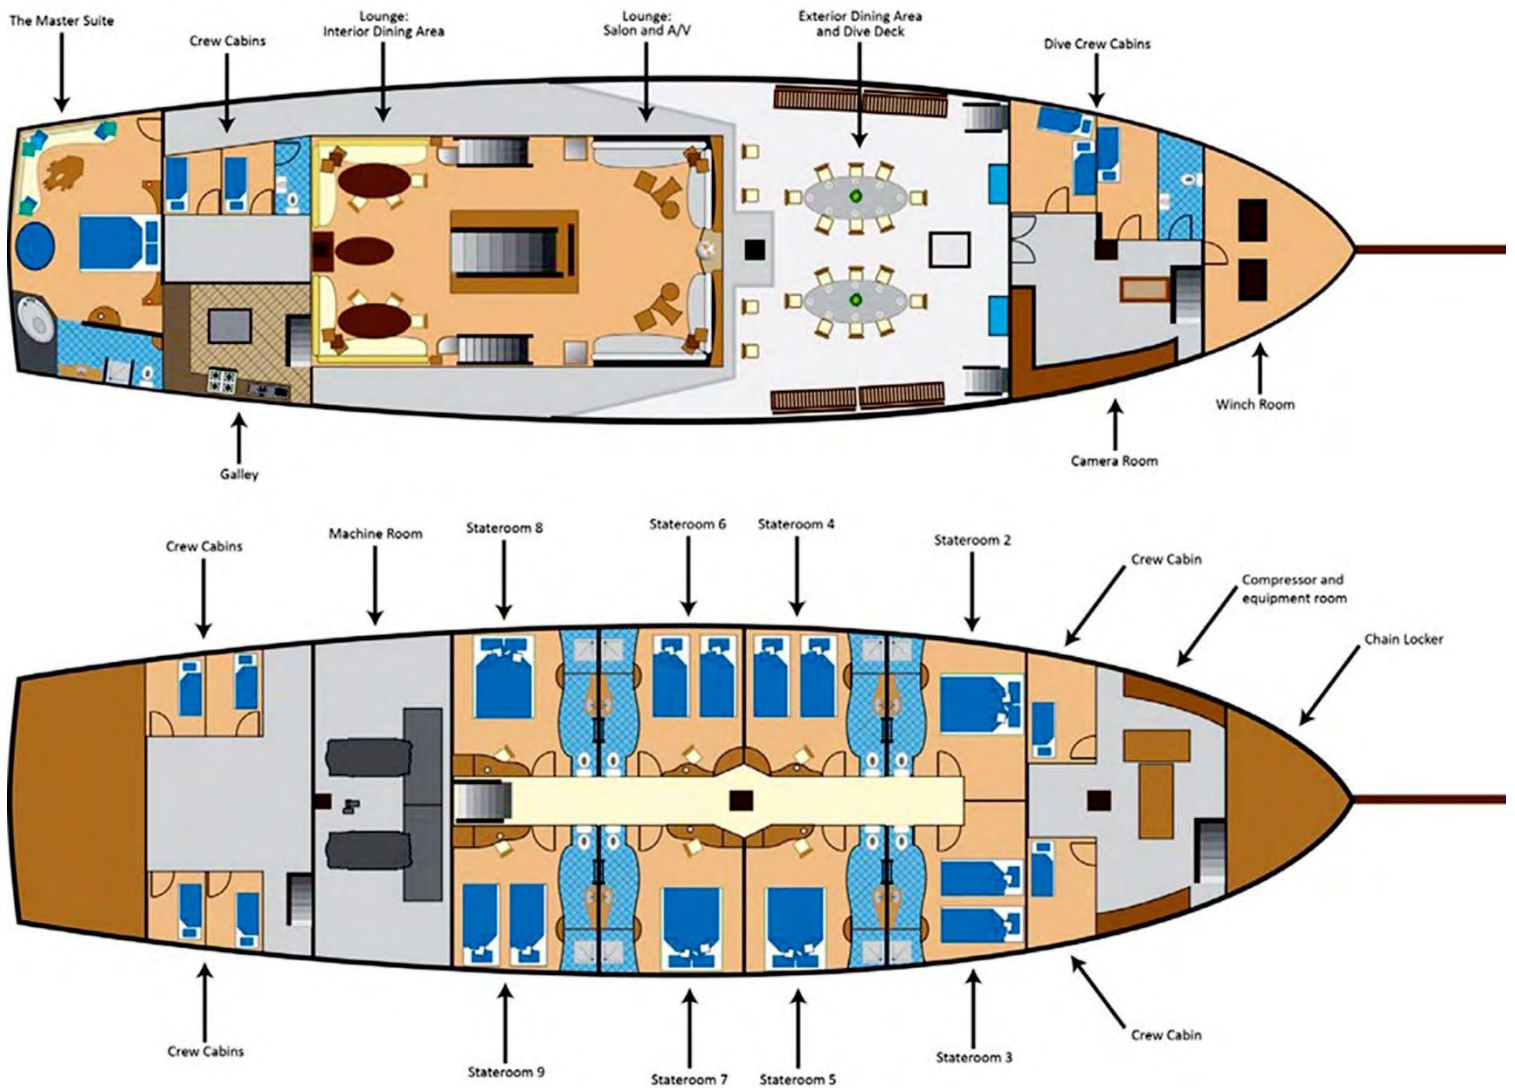 The Master Suite
Crew Cabins
Lounge:
Interior Dining Area
Lounge:
Salon and A/V
Exterior Dining Area
and Dive Deck
Dive Crew Cabins
Winch Room
Camera Room
Galley
Crew Cabins
Machine Room
Stateroom 8
Stateroom 6
Stateroom 4
Stateroom 2
Crew Cabin
Compressor and
equipment room
Chain Locker
Crew Cabins
Stateroom 9
Stateroom 7
Stateroom 5
Stateroom 3
Crew Cabin